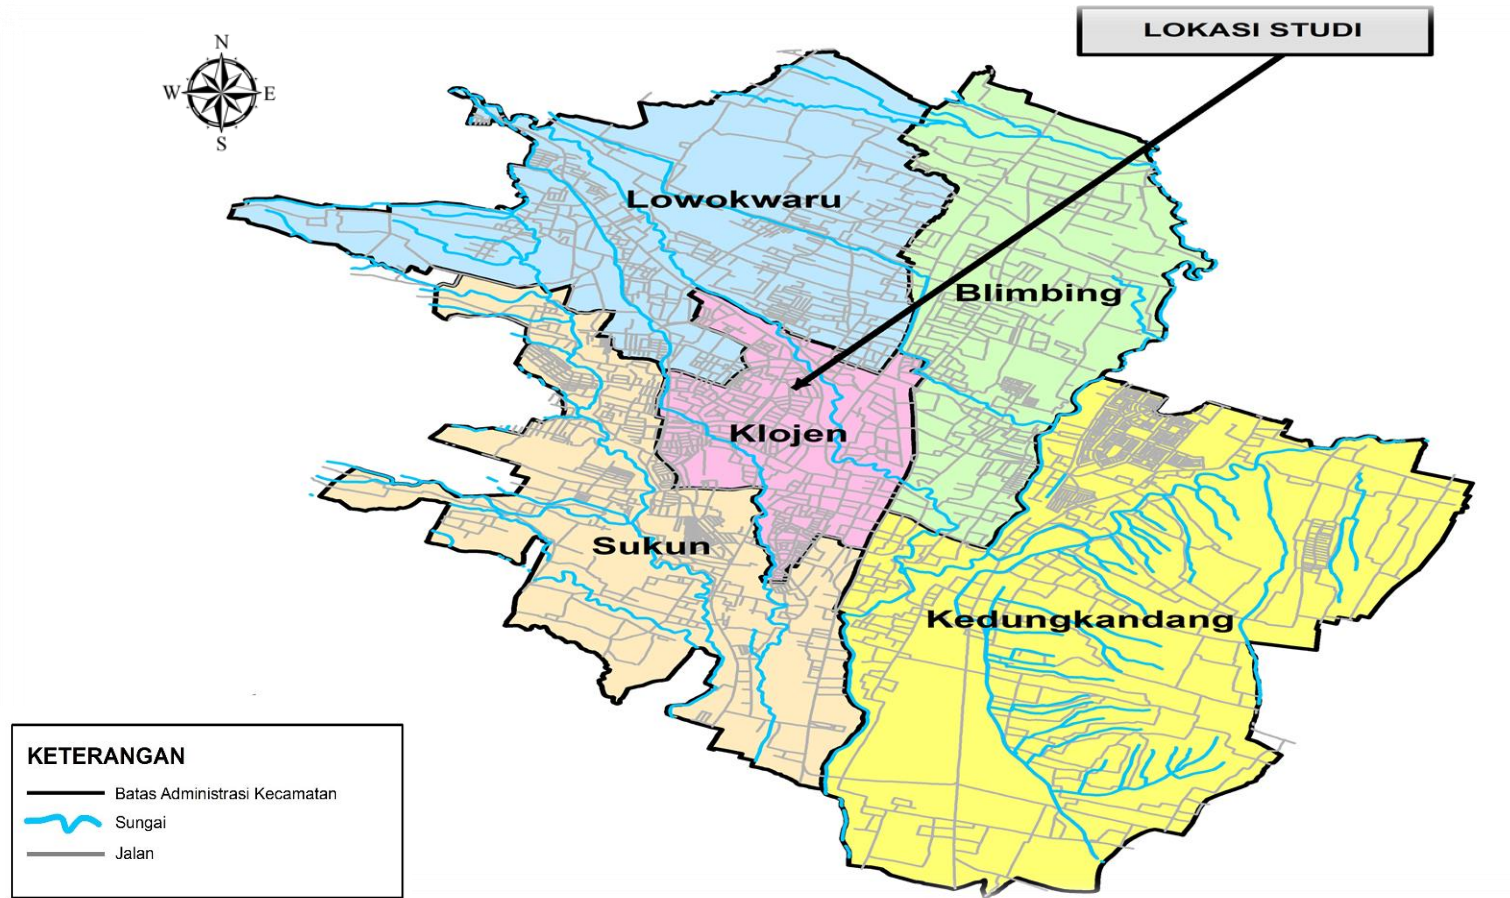 LOKASI STUDI
N
W E
S
Lowokwaru
Blimbing
Klojen
Sukun
Kedungkandang
KETERANGAN
Batas Administrasi Kecamatan
Sungai
Jalan